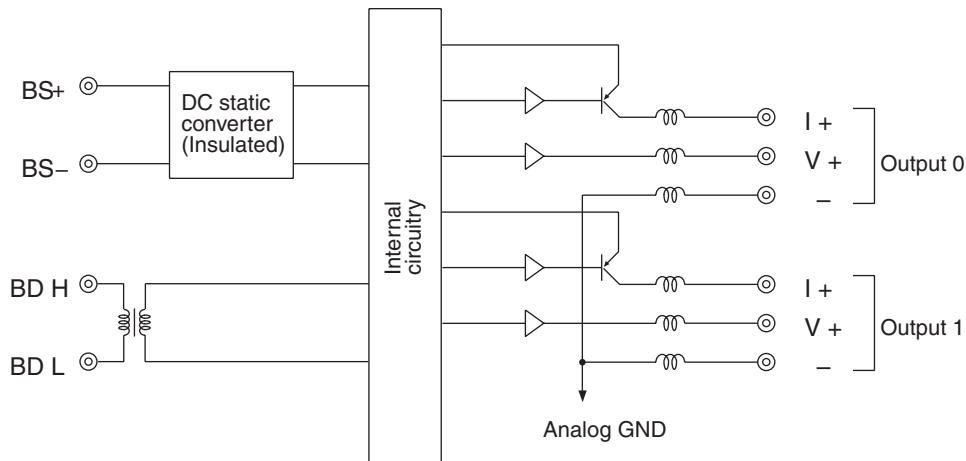 BS+
DC static
converter
(Insulated)
BS−
BD H
BD L
Internal
circuitry
I +
V +
−
Output 0
I +
V +
−
Output 1
Analog GND